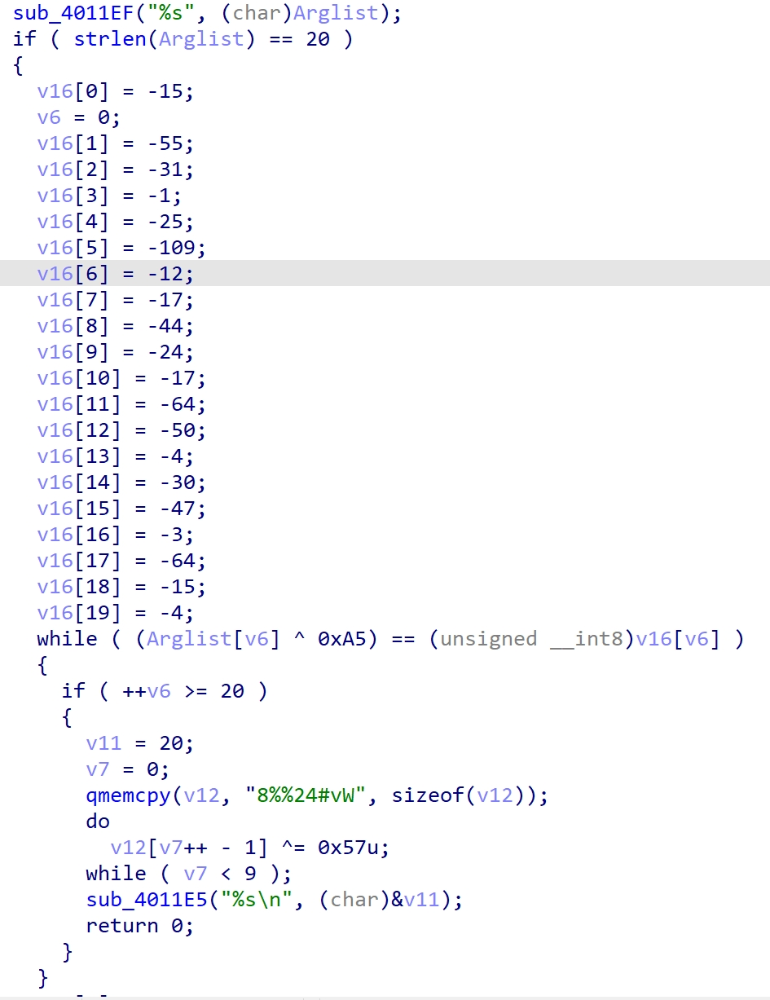 sub_4011EF("%s", (char)Arglist);
if ( strlen(Arglist) == 20 )
{
v16[0] = -15;
v6 = 0;
v16[1] = -55;
v16[2] = -31;
v16[3] = -1;
v16[4] = -25;
v16[5] = -109;
v16[6] = -12;
v16[7] = -17;
v16[8] = -44;
v16[9] = -24;
v16[10] = -17;
v16[11] = -64;
v16[12] = -50;
v16[13] = -4;
v16[14] = -30;
v16[15] = -47;
v16[16] = -3;
v16[17] = -64;
v16[18] = -15;
v16[19] = -4;
while ( (Arglist[v6] ^ 0xA5) == (unsigned __int8)v16[v6] )
{
if ( ++v6 >= 20 )
{
v11 = 20;
v7 = 0;
qmemcpy(v12, "8%%24#vW", sizeof(v12));
do
v12[v7++ - 1] ^= 0x57u;
while ( v7 < 9 );
sub_4011E5("%s\n", (char)&v11);
return 0;
}
}